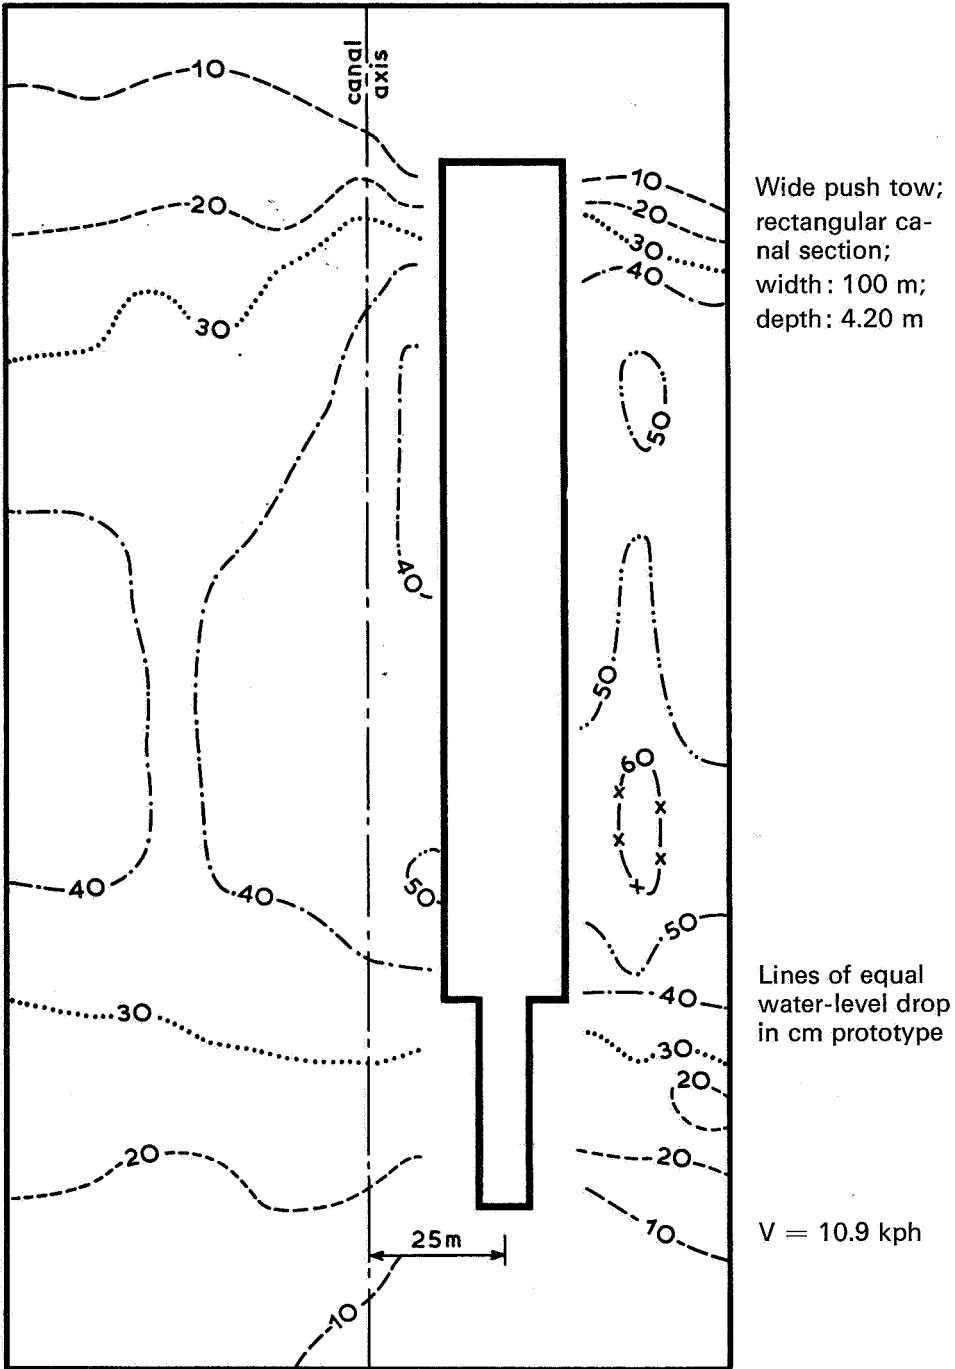 10
canal
axis
10
20
20
30
30
40
50
40
50
60
50
40
40
50
40
30
30
20
20
20
25m
10
10
Wide push tow;
rectangular ca-
nal section;
width: 100 m;
depth: 4.20 m
Lines of equal
water-level drop
in cm prototype
V = 10.9 kph